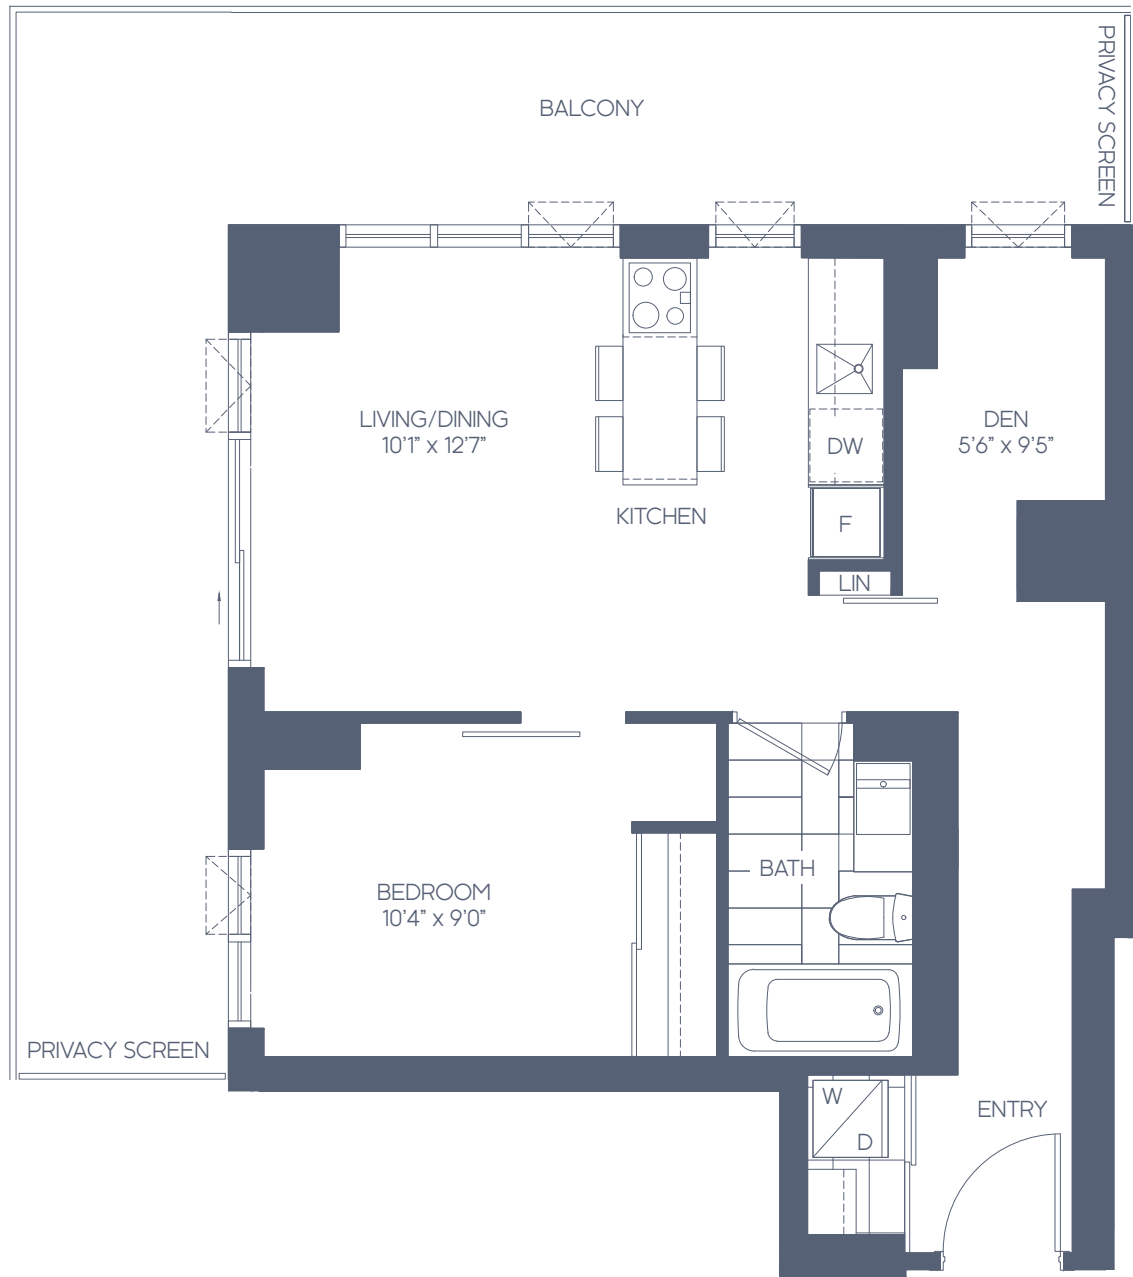 BALCONY
PRIVACY SCREEN
LIVING/DINING
10'1" x 12'7"
DEN
5'6" x 9'5"
DW
KITCHEN
F
LIN
BEDROOM
10'4" x 9'0"
BATH
PRIVACY SCREEN
W
D
ENTRY